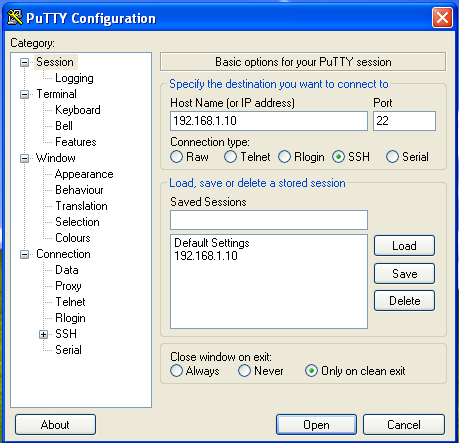 PuTTY Configuration
Category:
Session
Logging
Terminal
Keyboard
Bell
Features
Window
Appearance
Behaviour
Translation
Selection
Colours
Connection
Data
Proxy
Telnet
Rlogin
SSH
Serial
Basic options for your PuTTY session
Specify the destination you want to connect to
Host Name (or IP address) Port
192.168.1.10 22
Connection type:
Raw Telnet Rlogin SSH Serial
Load, save or delete a stored session
Saved Sessions
Default Settings
192.168.1.10
Load
Save
Delete
Close window on exit:
Always Never Only on clean exit
About Open Cancel